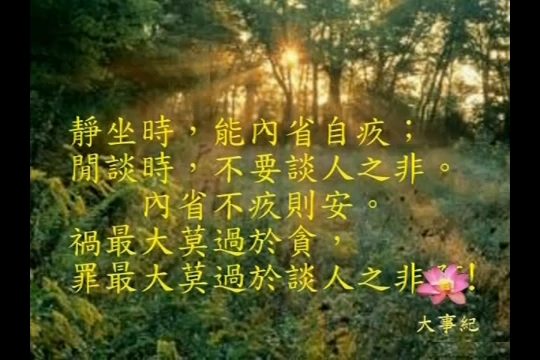 靜坐時，能內省自疚；
閒談時，不要談人之非。
內省不疚則安。
禍最大莫過於貪，
罪最大莫過於談人之非!
大事紀